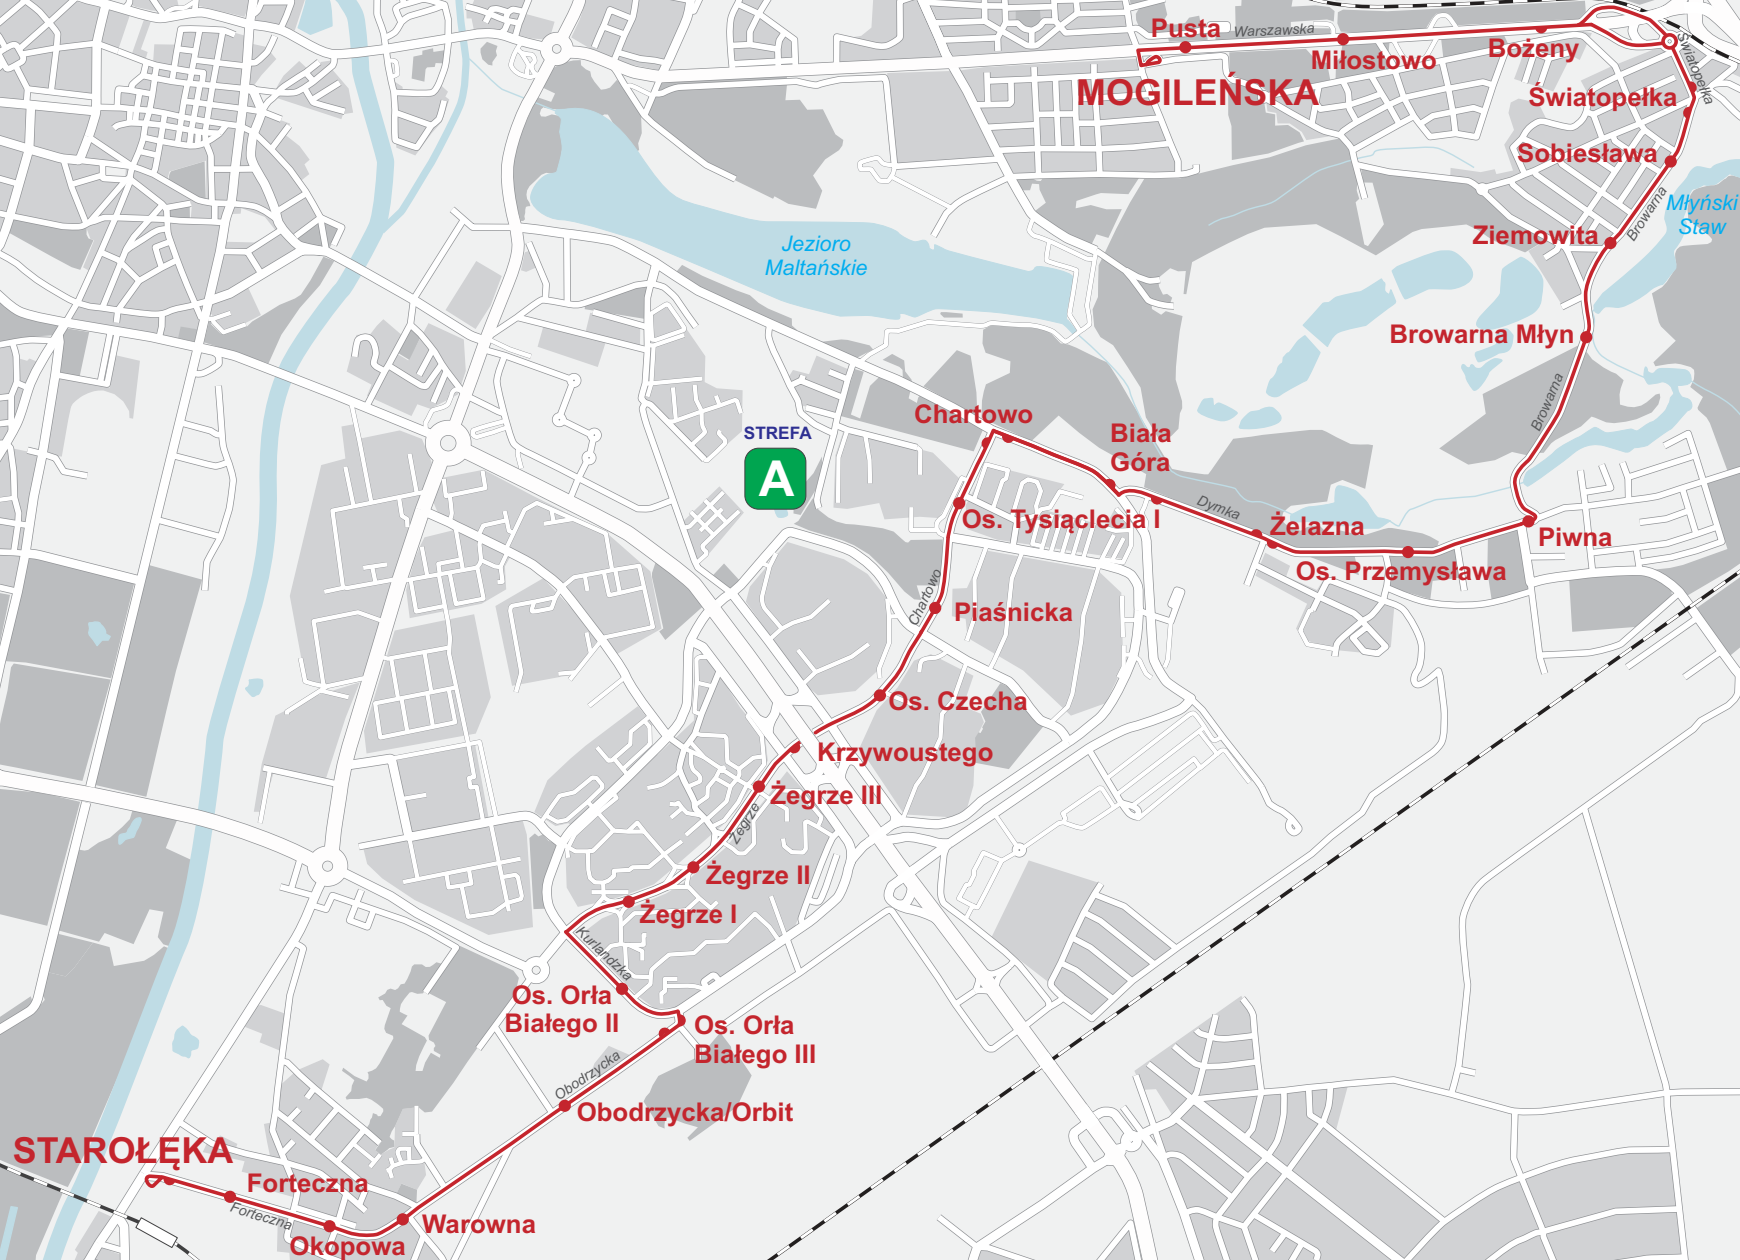 Pusta
Warszawska
Miłostowo
Bożeny
MOGILEŃSKA
Światopełka
Światopełka
Sobiesława
Młyński
Staw
Browarna
Ziemowita
Jezioro
Maltańskie
Browarna Młyn
Browarna
Chartowo
STREFA
A
Biała
Góra
Dymka
Os. Tysiąclecia I
Żelazna
Piwna
Os. Przemysława
Chartowo
Piaśnicka
Os. Czecha
Krzywoustego
Żegrze III
Żegrze
Żegrze II
Żegrze I
Kurlandzka
Os. Orła
Białego II
Os. Orła
Białego III
Obodrzycka
Obodrzycka/Orbit
STAROŁĘKA
Forteczna
Forteczna
Warowna
Okopowa